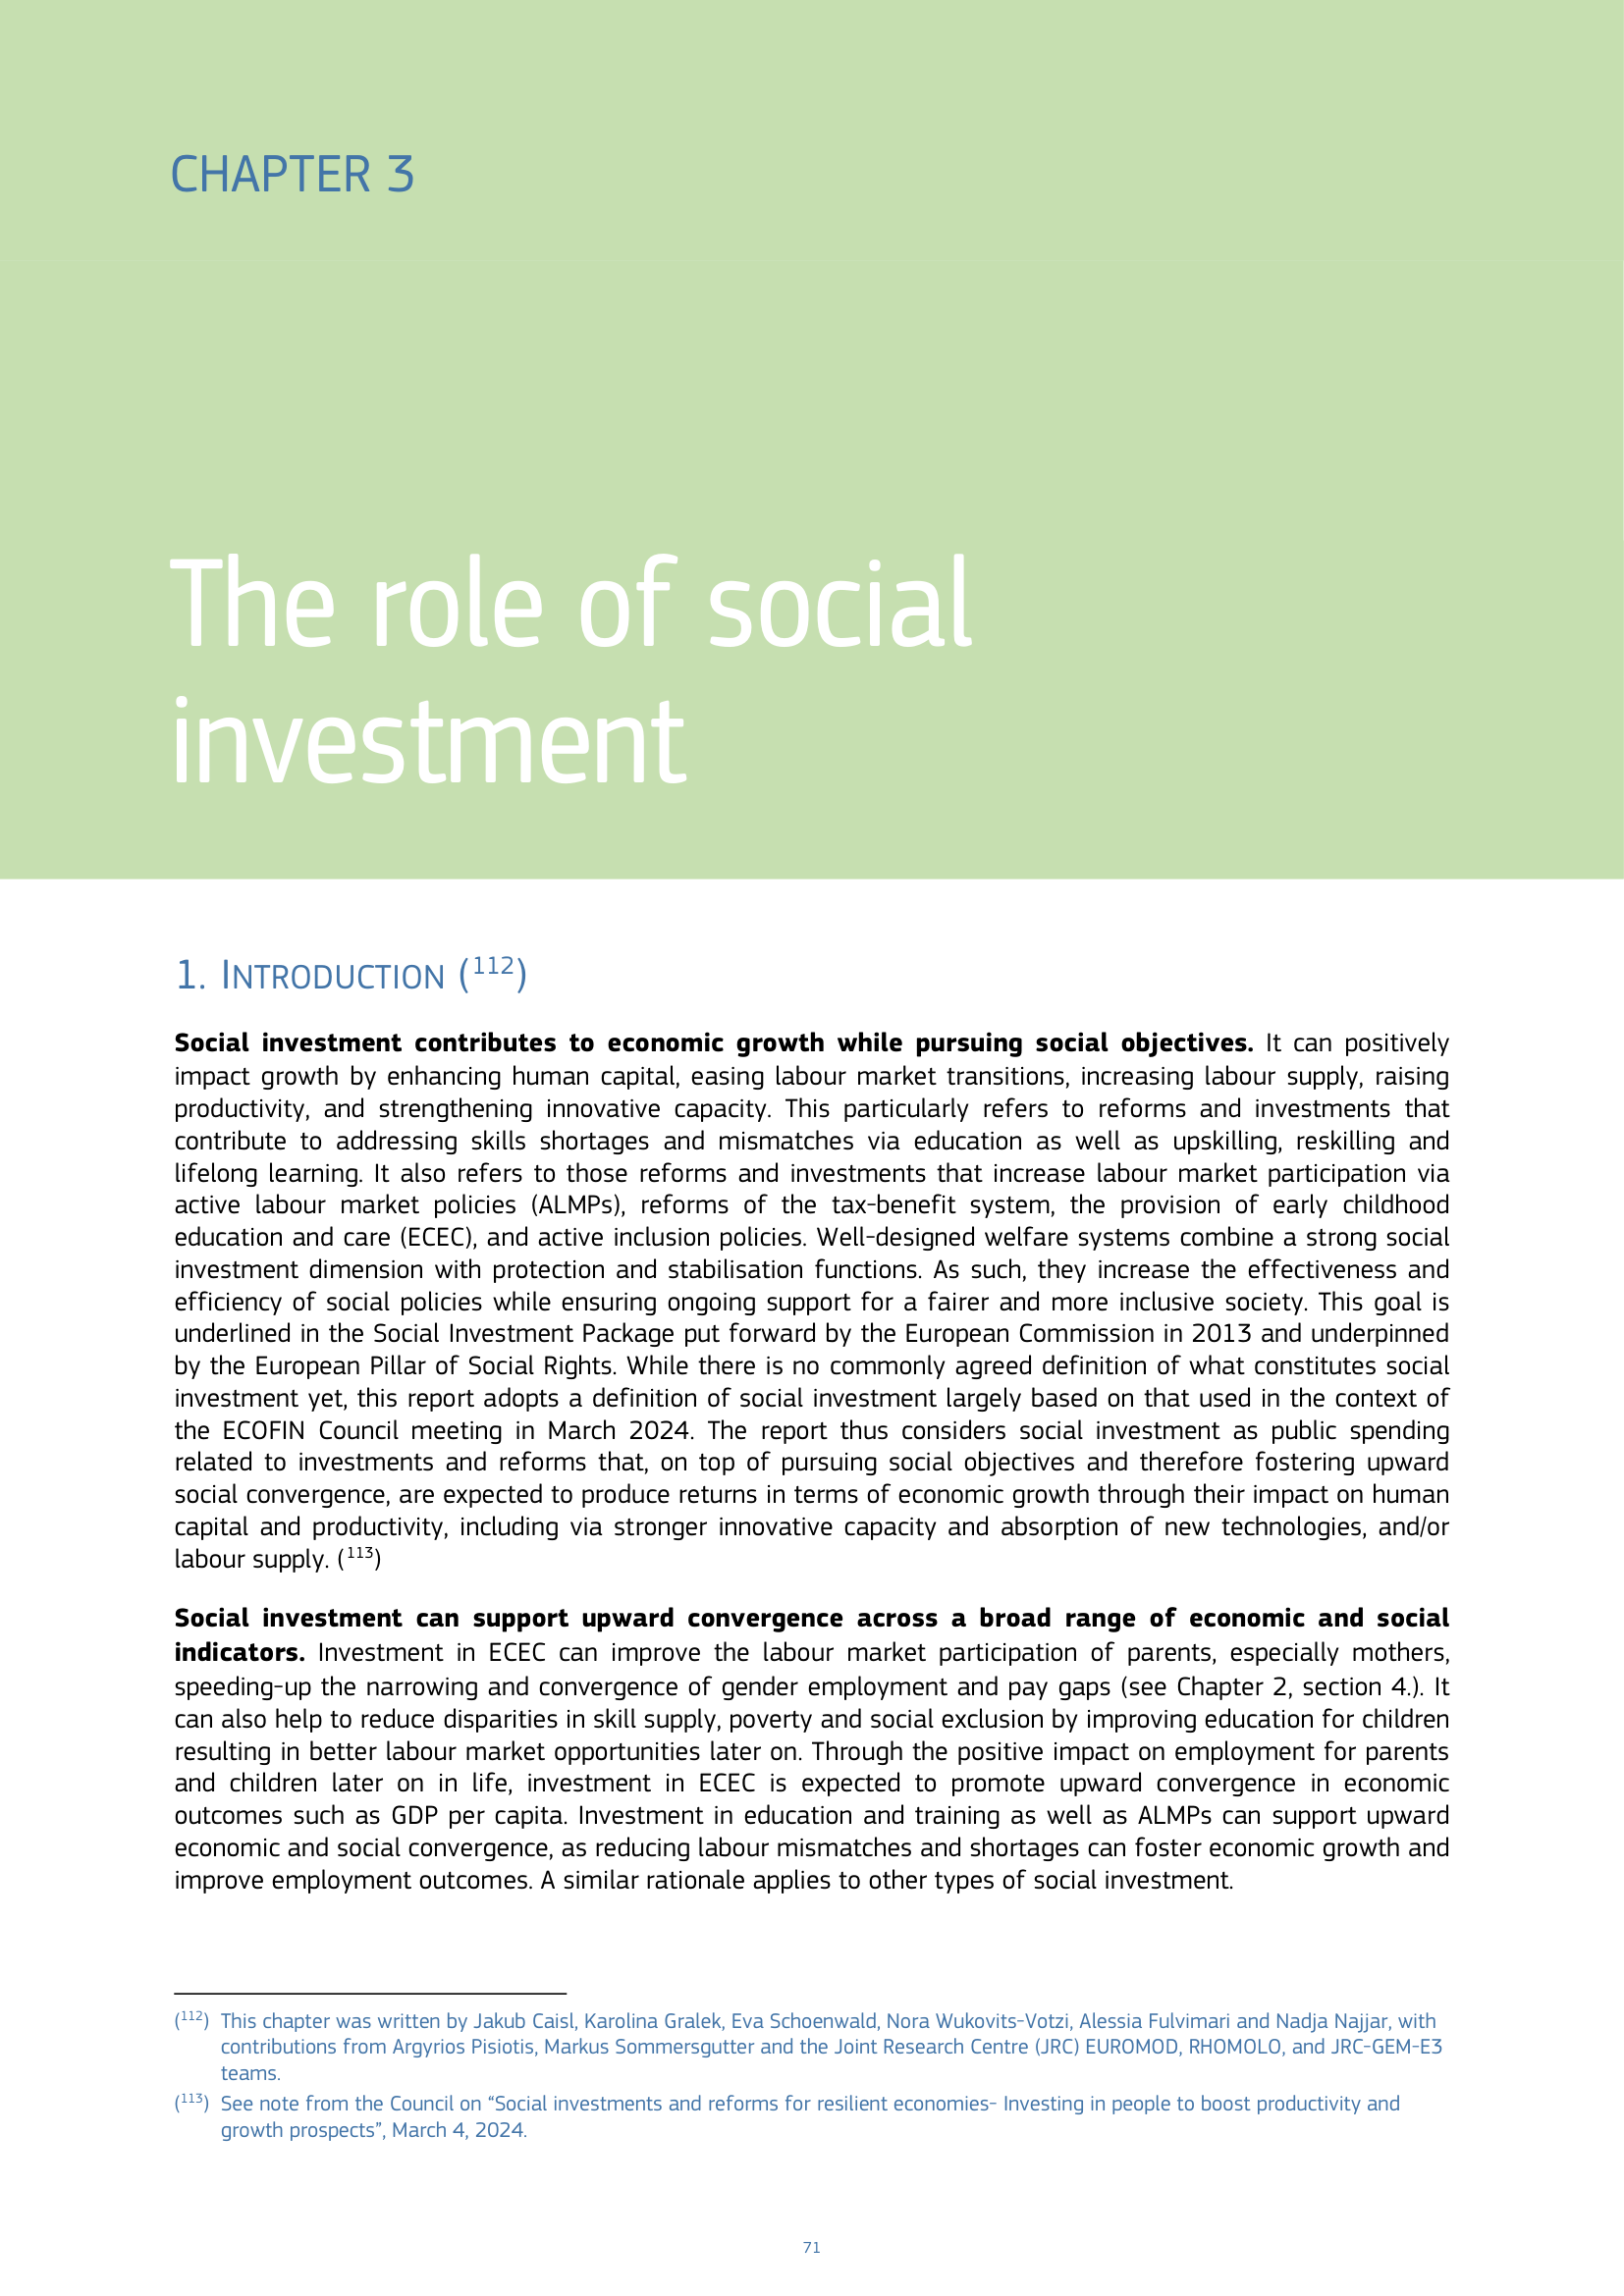 CHAPTER 3
The role of social
investment
1. INTRODUCTION (112)
Social investment contributes to economic growth while pursuing social objectives. It can positively
impact growth by enhancing human capital, easing labour market transitions, increasing labour supply, raising
productivity, and strengthening innovative capacity. This particularly refers to reforms and investments that
contribute to addressing skills shortages and mismatches via education as well as upskilling, reskilling and
lifelong learning. It also refers to those reforms and investments that increase labour market participation via
active labour market policies (ALMPs), reforms of the tax-benefit system, the provision of early childhood
education and care (ECEC), and active inclusion policies. Well-designed welfare systems combine a strong social
investment dimension with protection and stabilisation functions. As such, they increase the effectiveness and
efficiency of social policies while ensuring ongoing support for a fairer and more inclusive society. This goal is
underlined in the Social Investment Package put forward by the European Commission in 2013 and underpinned
by the European Pillar of Social Rights. While there is no commonly agreed definition of what constitutes social
investment yet, this report adopts a definition of social investment largely based on that used in the context of
the ECOFIN Council meeting in March 2024. The report thus considers social investment as public spending
related to investments and reforms that, on top of pursuing social objectives and therefore fostering upward
social convergence, are expected to produce returns in terms of economic growth through their impact on human
capital and productivity, including via stronger innovative capacity and absorption of new technologies, and/or
labour supply. (113)
Social investment can support upward convergence across a broad range of economic and social
indicators. Investment in ECEC can improve the labour market participation of parents, especially mothers,
speeding-up the narrowing and convergence of gender employment and pay gaps (see Chapter 2, section 4.). It
can also help to reduce disparities in skill supply, poverty and social exclusion by improving education for children
resulting in better labour market opportunities later on. Through the positive impact on employment for parents
and children later on in life, investment in ECEC is expected to promote upward convergence in economic
outcomes such as GDP per capita. Investment in education and training as well as ALMPs can support upward
economic and social convergence, as reducing labour mismatches and shortages can foster economic growth and
improve employment outcomes. A similar rationale applies to other types of social investment.
(112) This chapter was written by Jakub Caisl, Karolina Gralek, Eva Schoenwald, Nora Wukovits-Votzi, Alessia Fulvimari and Nadja Najjar, with
contributions from Argyrios Pisiotis, Markus Sommersgutter and the Joint Research Centre (JRC) EUROMOD, RHOMOLO, and JRC-GEM-E3
teams.
(113) See note from the Council on “Social investments and reforms for resilient economies- Investing in people to boost productivity and
growth prospects”, March 4, 2024.
71